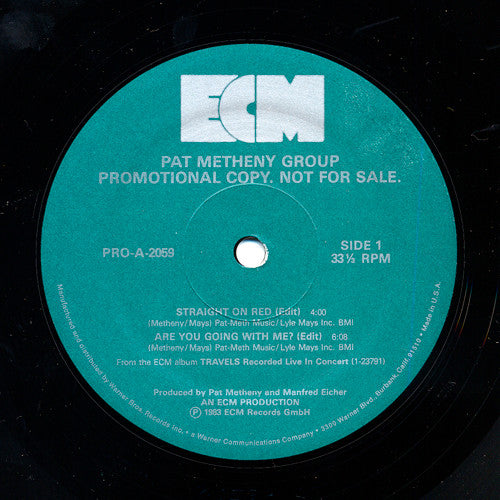 ECM
PAT METHENY GROUP
PROMOTIONAL COPY. NOT FOR SALE.
PRO-A-2059
SIDE 1
33⅓ RPM
STRAIGHT ON RED (Edit) 4:00
(Metheny/Mays) Pat-Meth Music/Lyle Mays Inc. BMI
ARE YOU GOING WITH ME? (Edit) 6:08
(Metheny/Mays) Pat-Meth Music/Lyle Mays Inc. BMI
From the ECM album TRAVELS Recorded Live In Concert (1-23791)
Produced by Pat Metheny and Manfred Eicher
AN ECM PRODUCTION
Ⓟ 1983 ECM Records GmbH
Manufactured and distributed by Warner Bros. Records Inc. • a Warner Communications Company • 3300 Warner Blvd., Burbank, Calif. 91510 • Made in U.S.A.